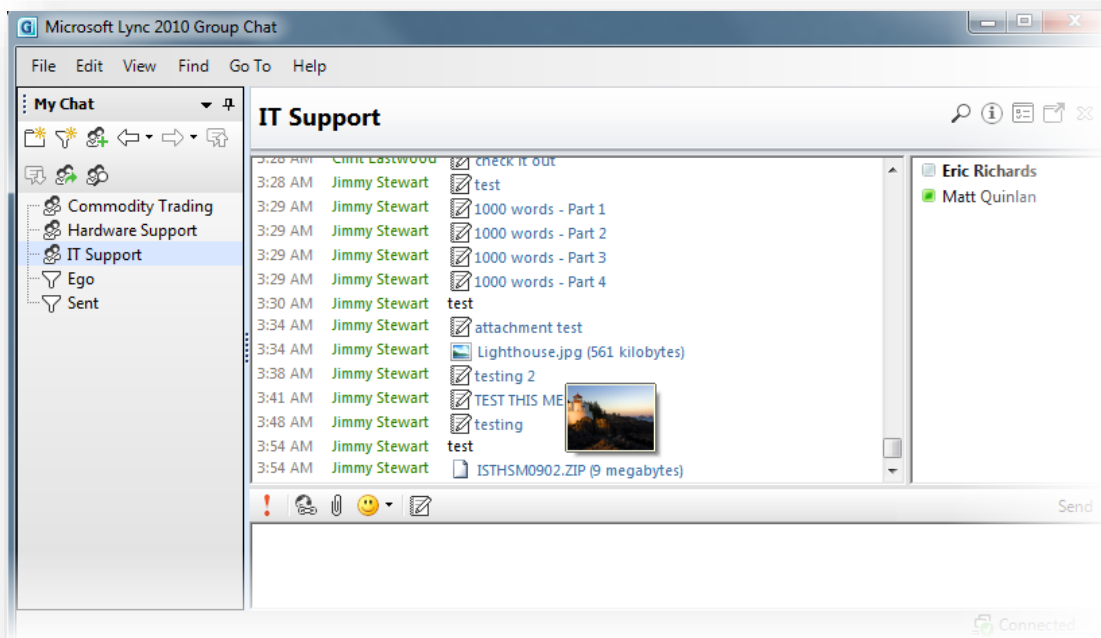 Microsoft Lync 2010 Group Chat
File Edit View Find Go To Help
My Chat
IT Support
Commodity Trading
Hardware Support
IT Support
Ego
Sent
3:28 AM Clint Eastwood check it out
3:28 AM Jimmy Stewart test
3:29 AM Jimmy Stewart 1000 words - Part 1
3:29 AM Jimmy Stewart 1000 words - Part 2
3:29 AM Jimmy Stewart 1000 words - Part 3
3:29 AM Jimmy Stewart 1000 words - Part 4
3:30 AM Jimmy Stewart test
3:34 AM Jimmy Stewart attachment test
3:34 AM Jimmy Stewart Lighthouse.jpg (561 kilobytes)
3:38 AM Jimmy Stewart testing 2
3:41 AM Jimmy Stewart TEST THIS ME
3:48 AM Jimmy Stewart testing
3:54 AM Jimmy Stewart test
3:54 AM Jimmy Stewart ISTHSM0902.ZIP (9 megabytes)
Eric Richards
Matt Quinlan
Send
Connected